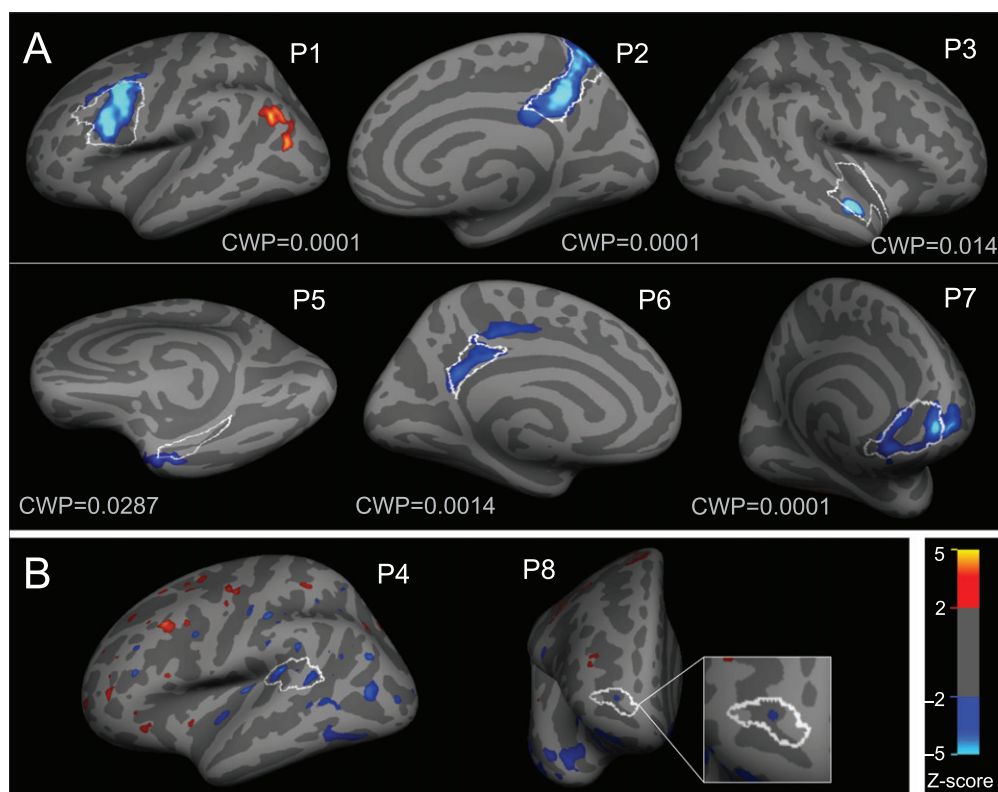 A
P1
P2
P3
CWP=0.0001
CWP=0.0001
CWP=0.014
P5
P6
P7
CWP=0.0287
CWP=0.0014
CWP=0.0001
B
P4
P8
5
2
–2
–5
Z-score